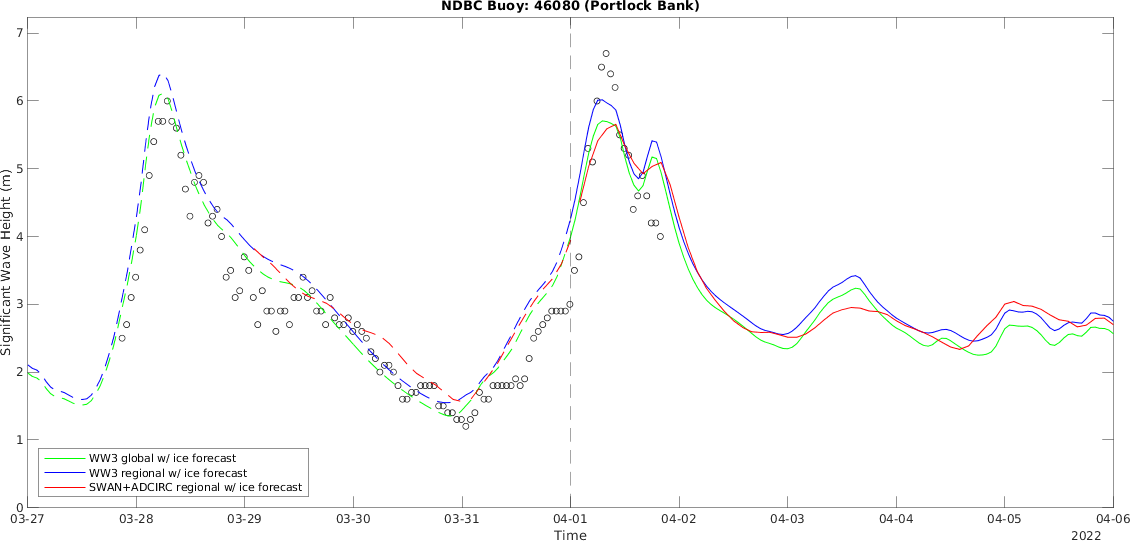 NDBC Buoy: 46080 (Portlock Bank)
Significant Wave Height (m)
7
6
5
4
3
2
1
0
WW3 global w/ ice forecast
WW3 regional w/ ice forecast
SWAN+ADCIRC regional w/ ice forecast
03-27 03-28 03-29 03-30 03-31 04-01 04-02 04-03 04-04 04-05 04-06
Time
2022